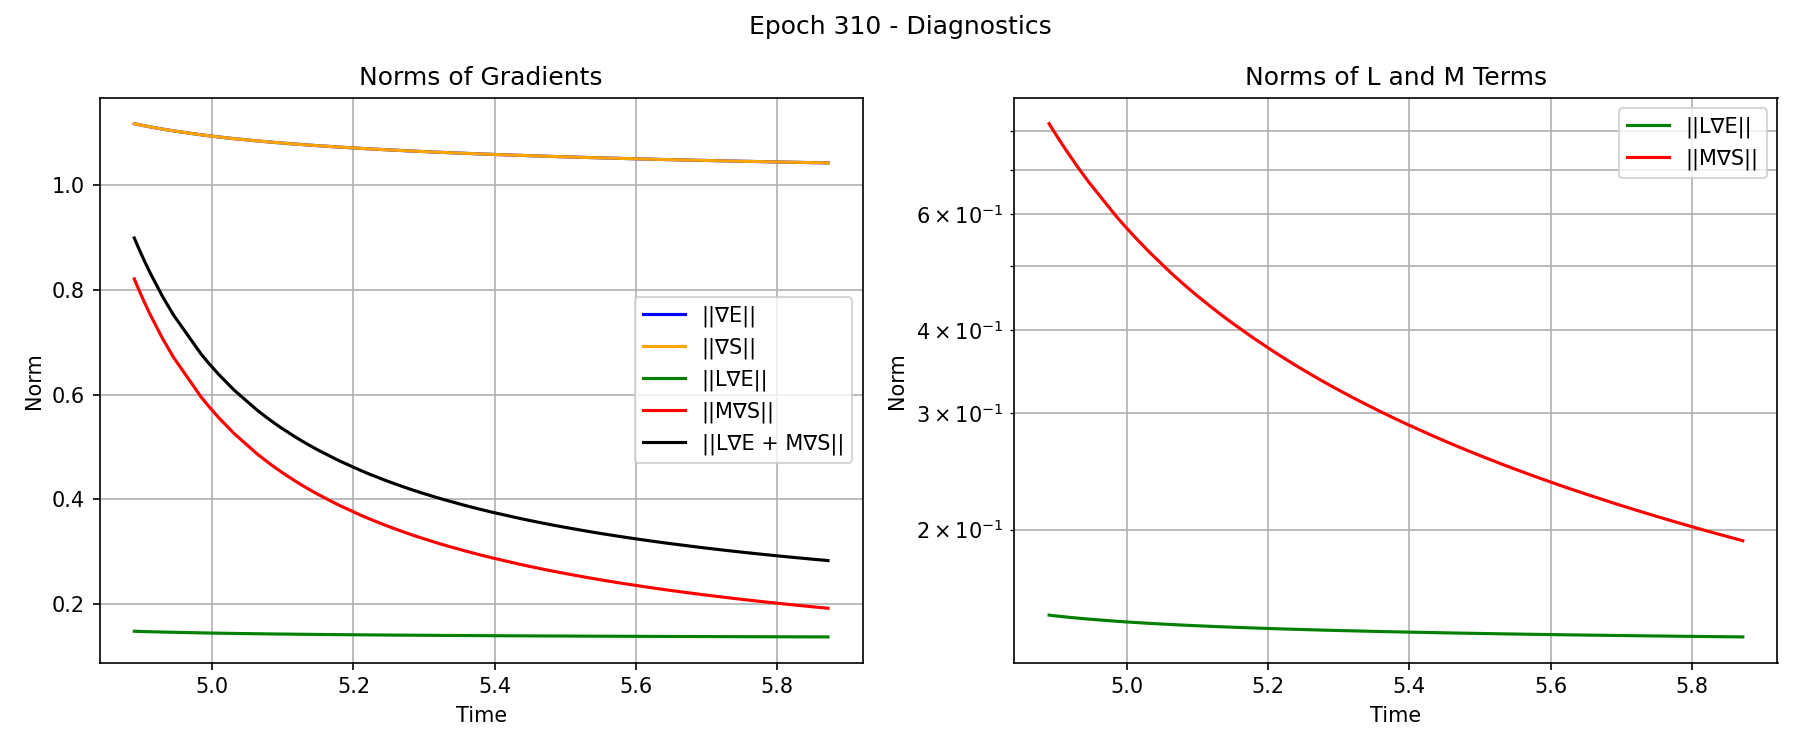 Epoch 310 - Diagnostics
Norms of Gradients
Norm
1.0
0.8
0.6
0.4
0.2
||∇E||
||∇S||
||L∇E||
||M∇S||
||L∇E + M∇S||
5.0 5.2 5.4 5.6 5.8
Time
Norms of L and M Terms
Norm
6 × 10⁻¹
4 × 10⁻¹
3 × 10⁻¹
2 × 10⁻¹
||L∇E||
||M∇S||
5.0 5.2 5.4 5.6 5.8
Time